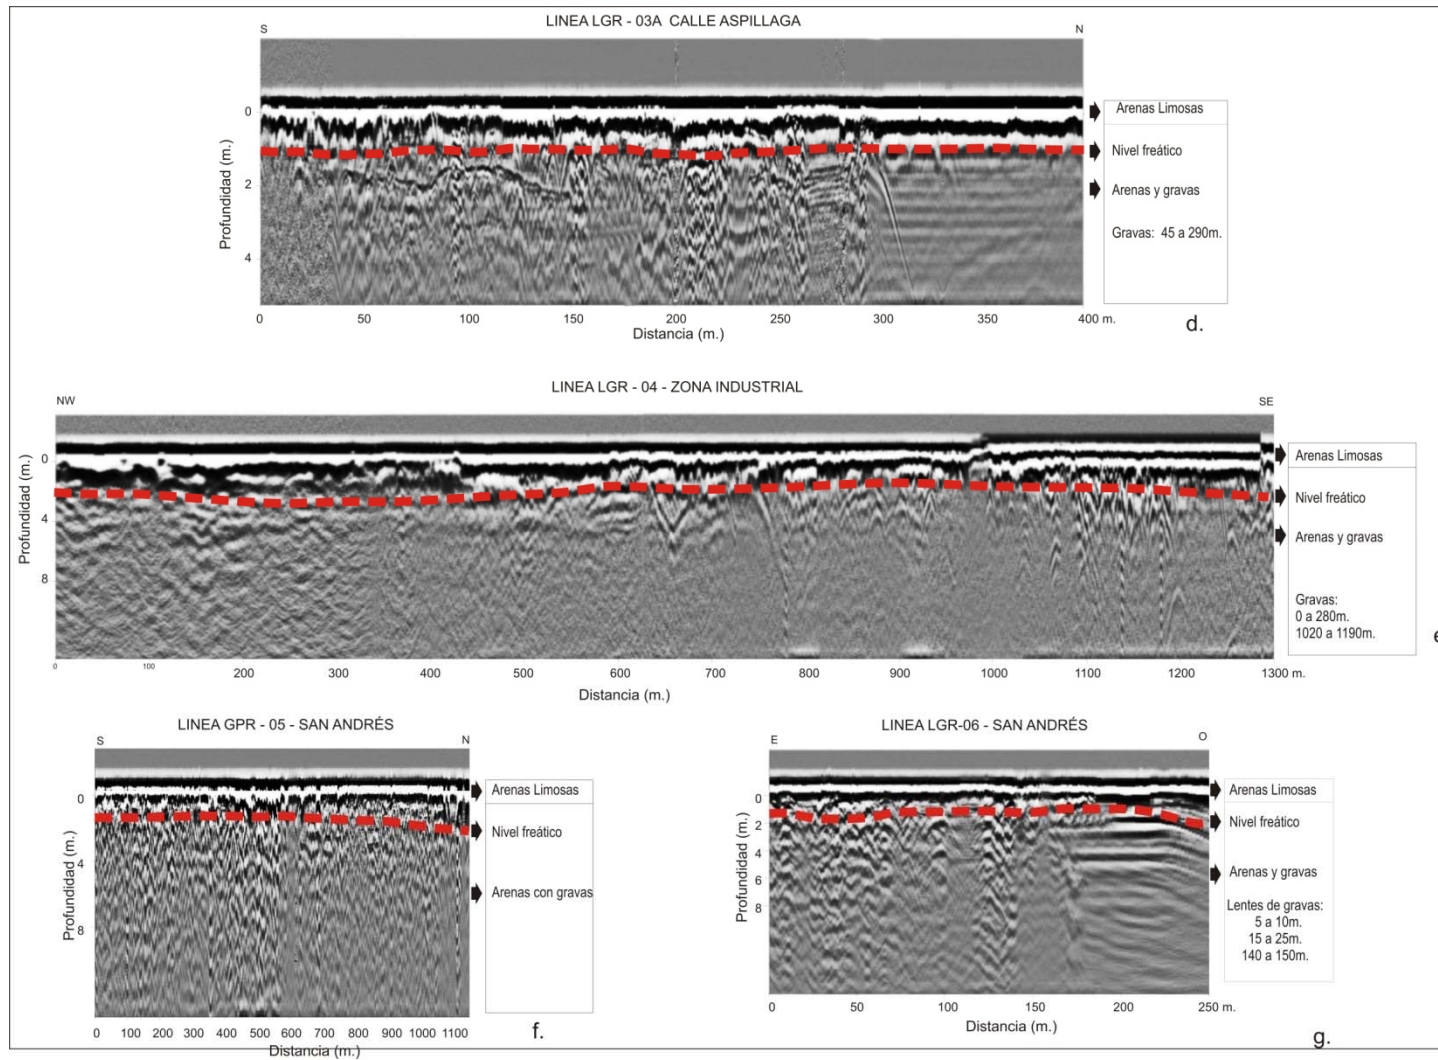 LINEA LGR - 03A  CALLE ASPILLAGA
S
N
Profundidad (m.)
0
2
4
0 50 100 150 200 250 300 350 400 m.
Distancia (m.)
Arenas Limosas
Nivel freático
Arenas y gravas
Gravas:  45 a 290m.
d.
LINEA LGR - 04 - ZONA INDUSTRIAL
NW
SE
Profundidad (m.)
0
4
8
0 100 200 300 400 500 600 700 800 900 1000 1100 1200 1300 m.
Distancia (m.)
Arenas Limosas
Nivel freático
Arenas y gravas
Gravas:
0 a 280m.
1020 a 1190m.
e
LINEA GPR - 05 - SAN ANDRÉS
S
N
Profundidad (m.)
0
4
8
0 100 200 300 400 500 600 700 800 900 1000 1100
Distancia (m.)
Arenas Limosas
Nivel freático
Arenas con gravas
f.
LINEA LGR-06 - SAN ANDRÉS
E
O
Profundidad (m.)
0
2
4
6
8
0 50 100 150 200 250 m.
Distancia (m.)
Arenas Limosas
Nivel freático
Arenas y gravas
Lentes de gravas:
5 a 10m.
15 a 25m.
140 a 150m.
g.